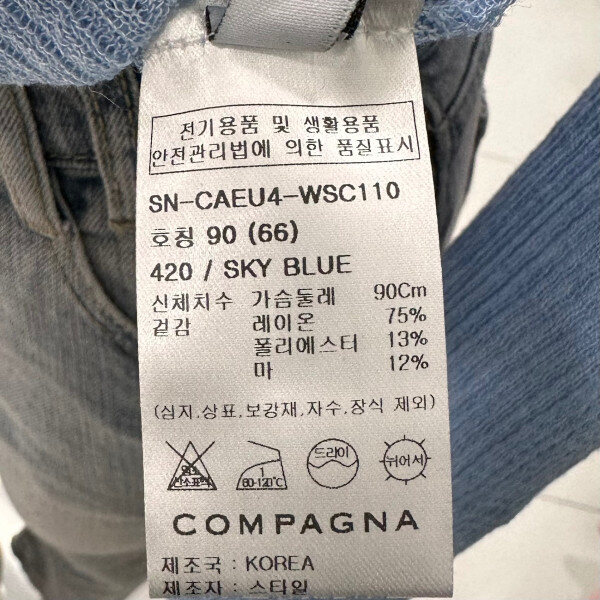 전기용품 및 생활용품
안전관리법에 의한 품질표시
SN-CAEU4-WSC110
호칭 90 (66)
420 / SKY BLUE
신체치수 가슴둘레 90Cm
겉감 레이온 75%
폴리에스터 13%
마 12%
(심지,상표,보강재,자수,장식 제외)
1
80-120℃
드라이
뉘어서
COMPAGNA
제조국 : KOREA
제조자 : 스타일